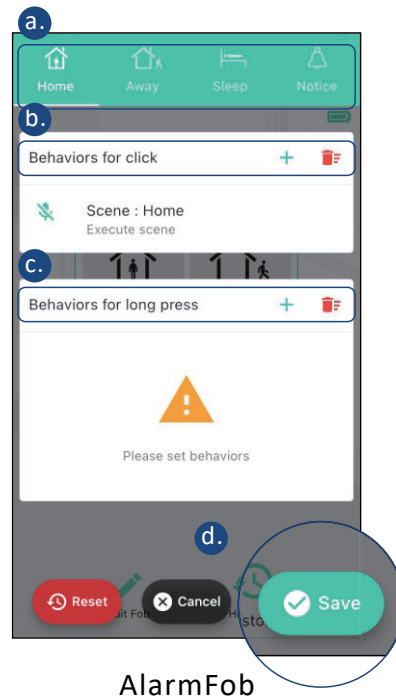 a.
Home Away Sleep Notice
b.
Behaviors for click
Scene : Home
Execute scene
c.
Behaviors for long press
Please set behaviors
d.
Reset Cancel Save
AlarmFob